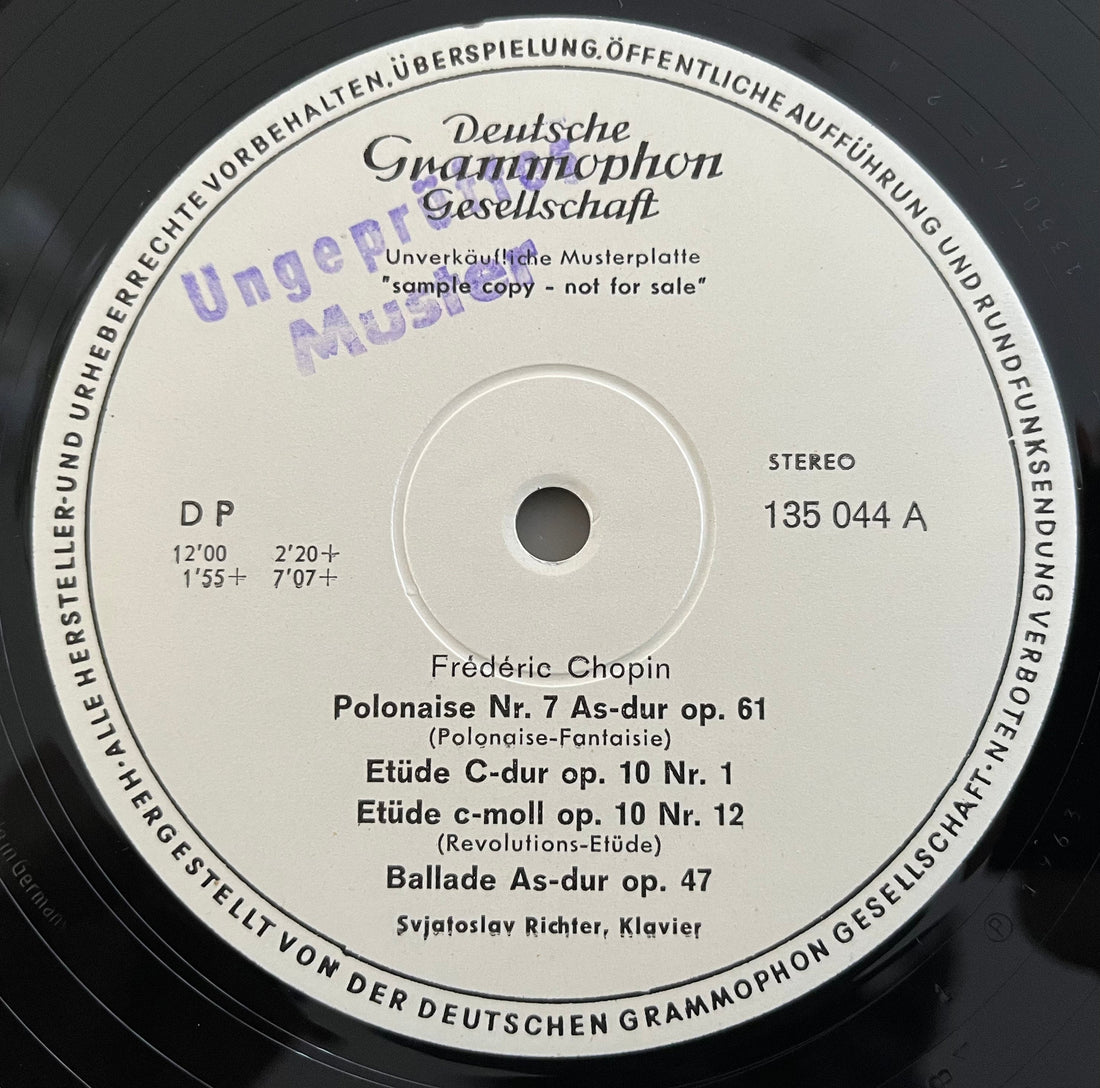 ALLE HERSTELLER- UND URHEBERRECHTE VORBEHALTEN. ÜBERSPIELUNG. ÖFFENTLICHE AUFFÜHRUNG UND RUNDFUNKSENDUNG VERBOTEN · HERGESTELLT VON DER DEUTSCHEN GRAMMOPHON GESELLSCHAFT ·
Deutsche
Grammophon
Gesellschaft
Ungeprüftes
Muster
Unverkäufliche Musterplatte
"sample copy - not for sale"
STEREO
135 044 A
D P
12'00 2'20+
1'55+ 7'07+
Frédéric Chopin
Polonaise Nr. 7 As-dur op. 61
(Polonaise-Fantaisie)
Etüde C-dur op. 10 Nr. 1
Etüde c-moll op. 10 Nr. 12
(Revolutions-Etüde)
Ballade As-dur op. 47
Svjatoslav Richter, Klavier
℗ 1963